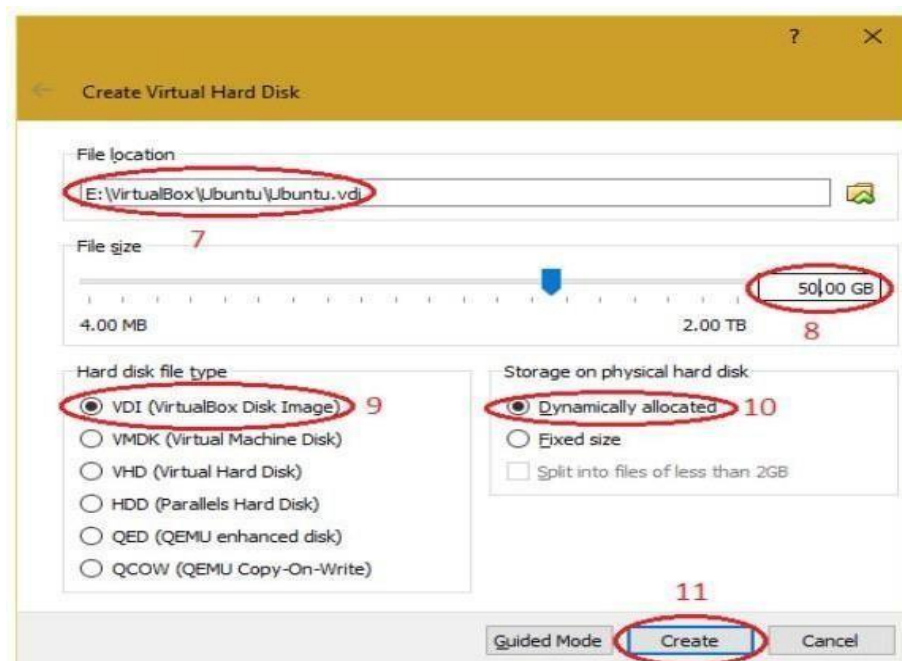 ?
Create Virtual Hard Disk
File location
E:\VirtualBox\Ubuntu\Ubuntu.vdi
7
File size
50.00 GB
4.00 MB 2.00 TB
8
Hard disk file type Storage on physical hard disk
VDI (VirtualBox Disk Image) 9 Dynamically allocated 10
VMDK (Virtual Machine Disk) Fixed size
VHD (Virtual Hard Disk) Split into files of less than 2GB
HDD (Parallels Hard Disk)
QED (QEMU enhanced disk)
QCOW (QEMU Copy-On-Write)
11
Guided Mode Create Cancel